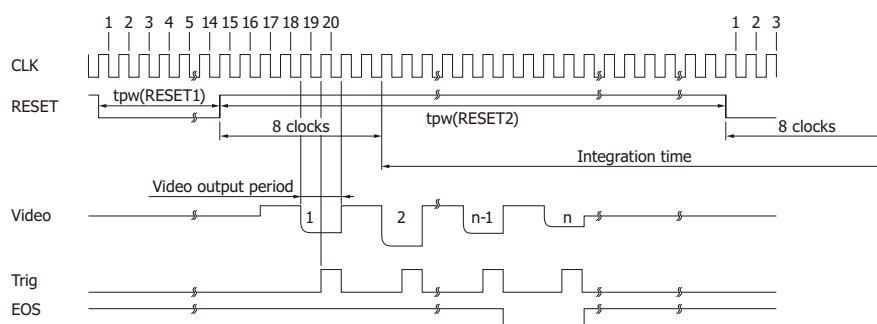 1 2 3 4 5 14 15 16 17 18 19 20 1 2 3
CLK
RESET
tpw(RESET1)
8 clocks
tpw(RESET2)
8 clocks
Integration time
Video output period
Video
1 2 n-1 n
Trig
EOS